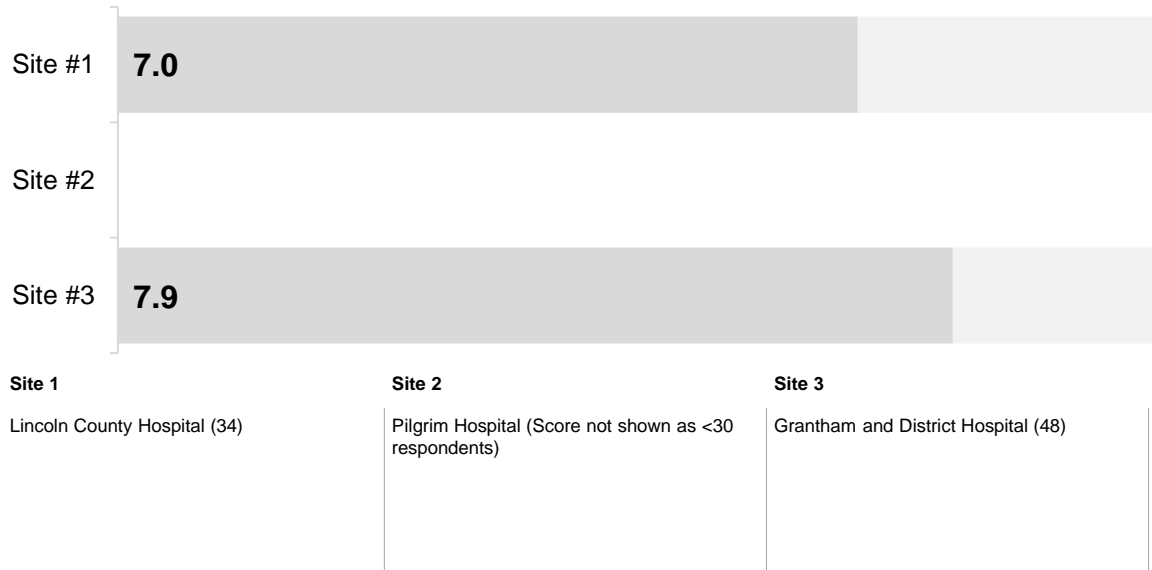 Site #1
7.0
Site #2
Site #3
7.9
Site 1
Site 2
Site 3
Lincoln County Hospital (34)
Pilgrim Hospital (Score not shown as <30
respondents)
Grantham and District Hospital (48)